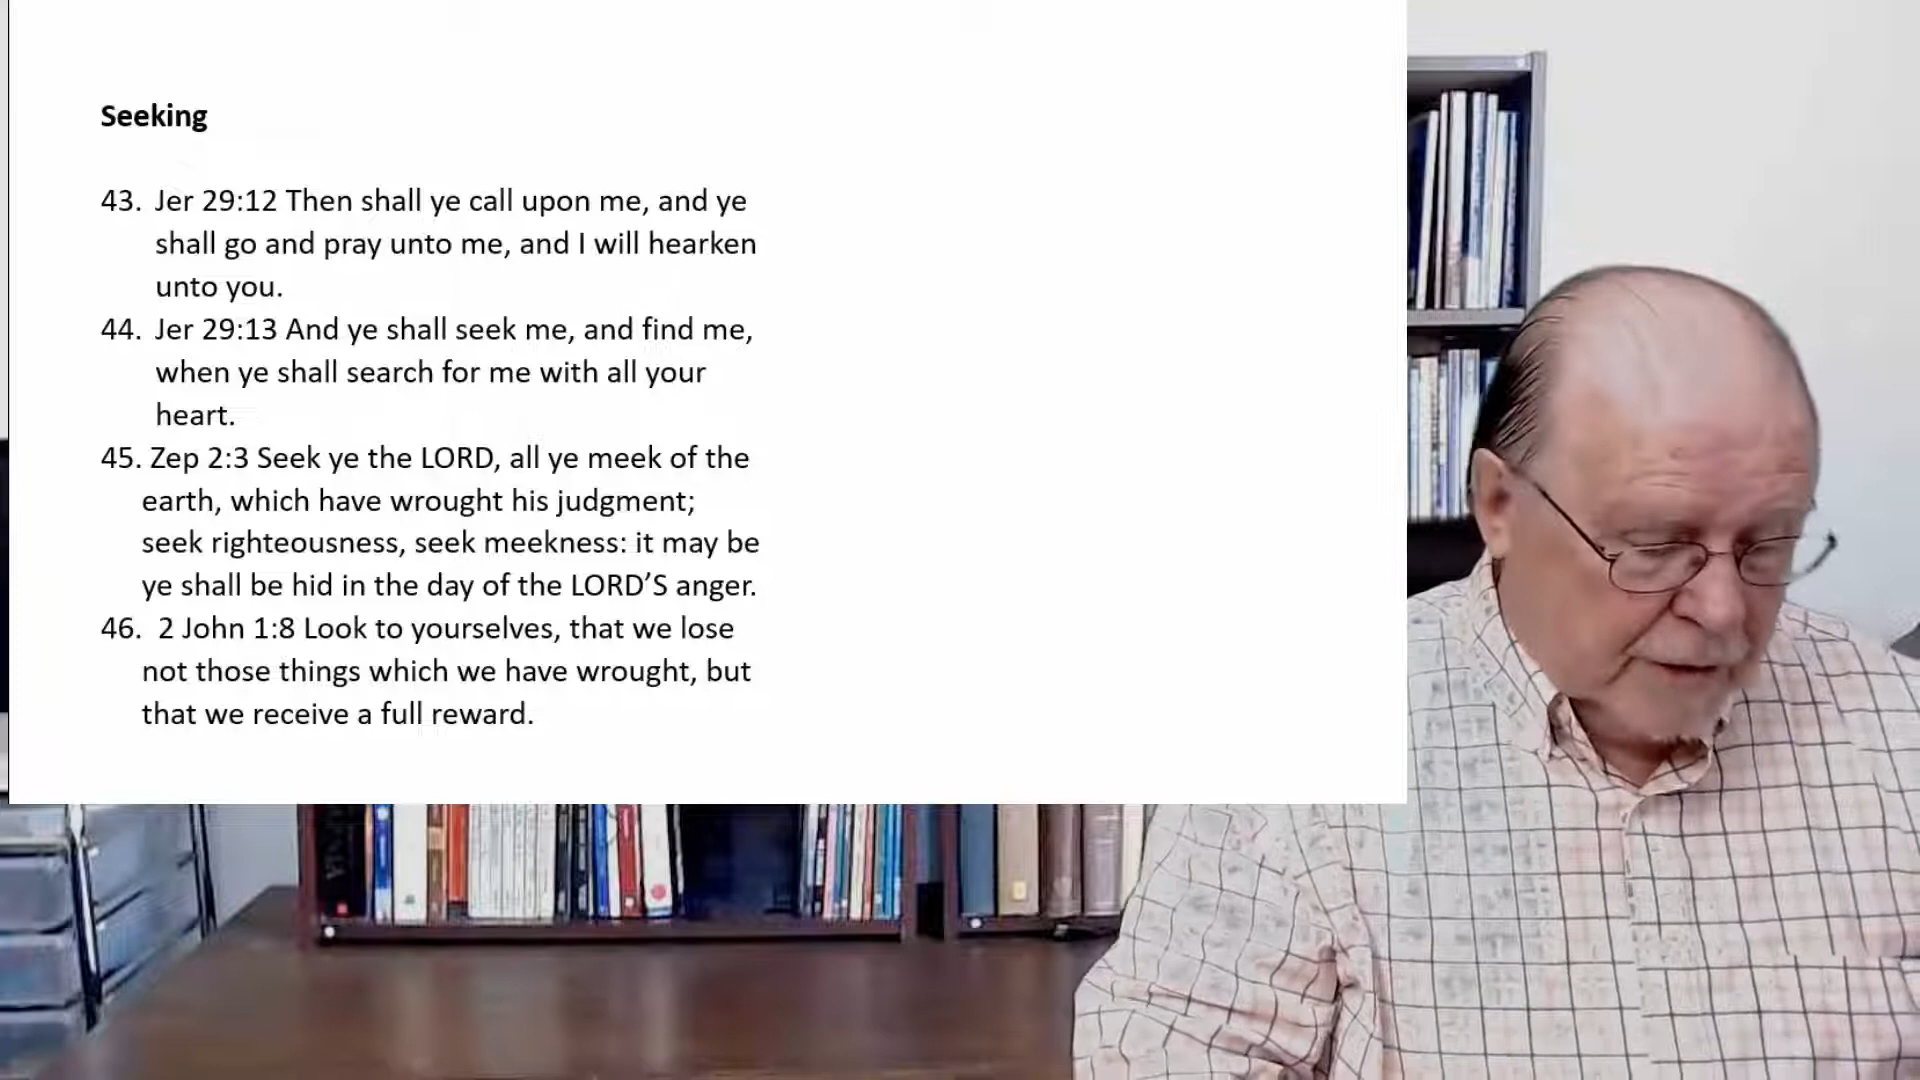 Seeking
43. Jer 29:12 Then shall ye call upon me, and ye
shall go and pray unto me, and I will hearken
unto you.
44. Jer 29:13 And ye shall seek me, and find me,
when ye shall search for me with all your
heart.
45. Zep 2:3 Seek ye the LORD, all ye meek of the
earth, which have wrought his judgment;
seek righteousness, seek meekness: it may be
ye shall be hid in the day of the LORD’S anger.
46. 2 John 1:8 Look to yourselves, that we lose
not those things which we have wrought, but
that we receive a full reward.